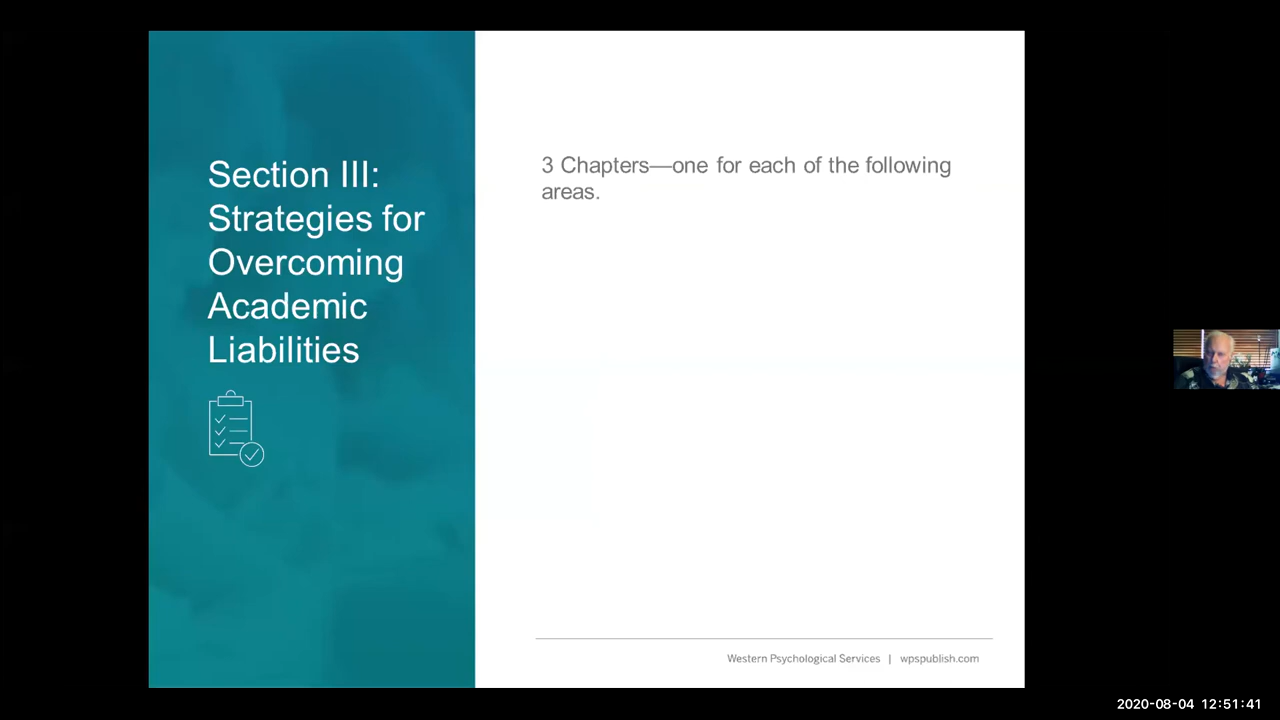 Section III:
Strategies for
Overcoming
Academic
Liabilities
3 Chapters—one for each of the following
areas.
Western Psychological Services | wpspublish.com
2020-08-04 12:51:41